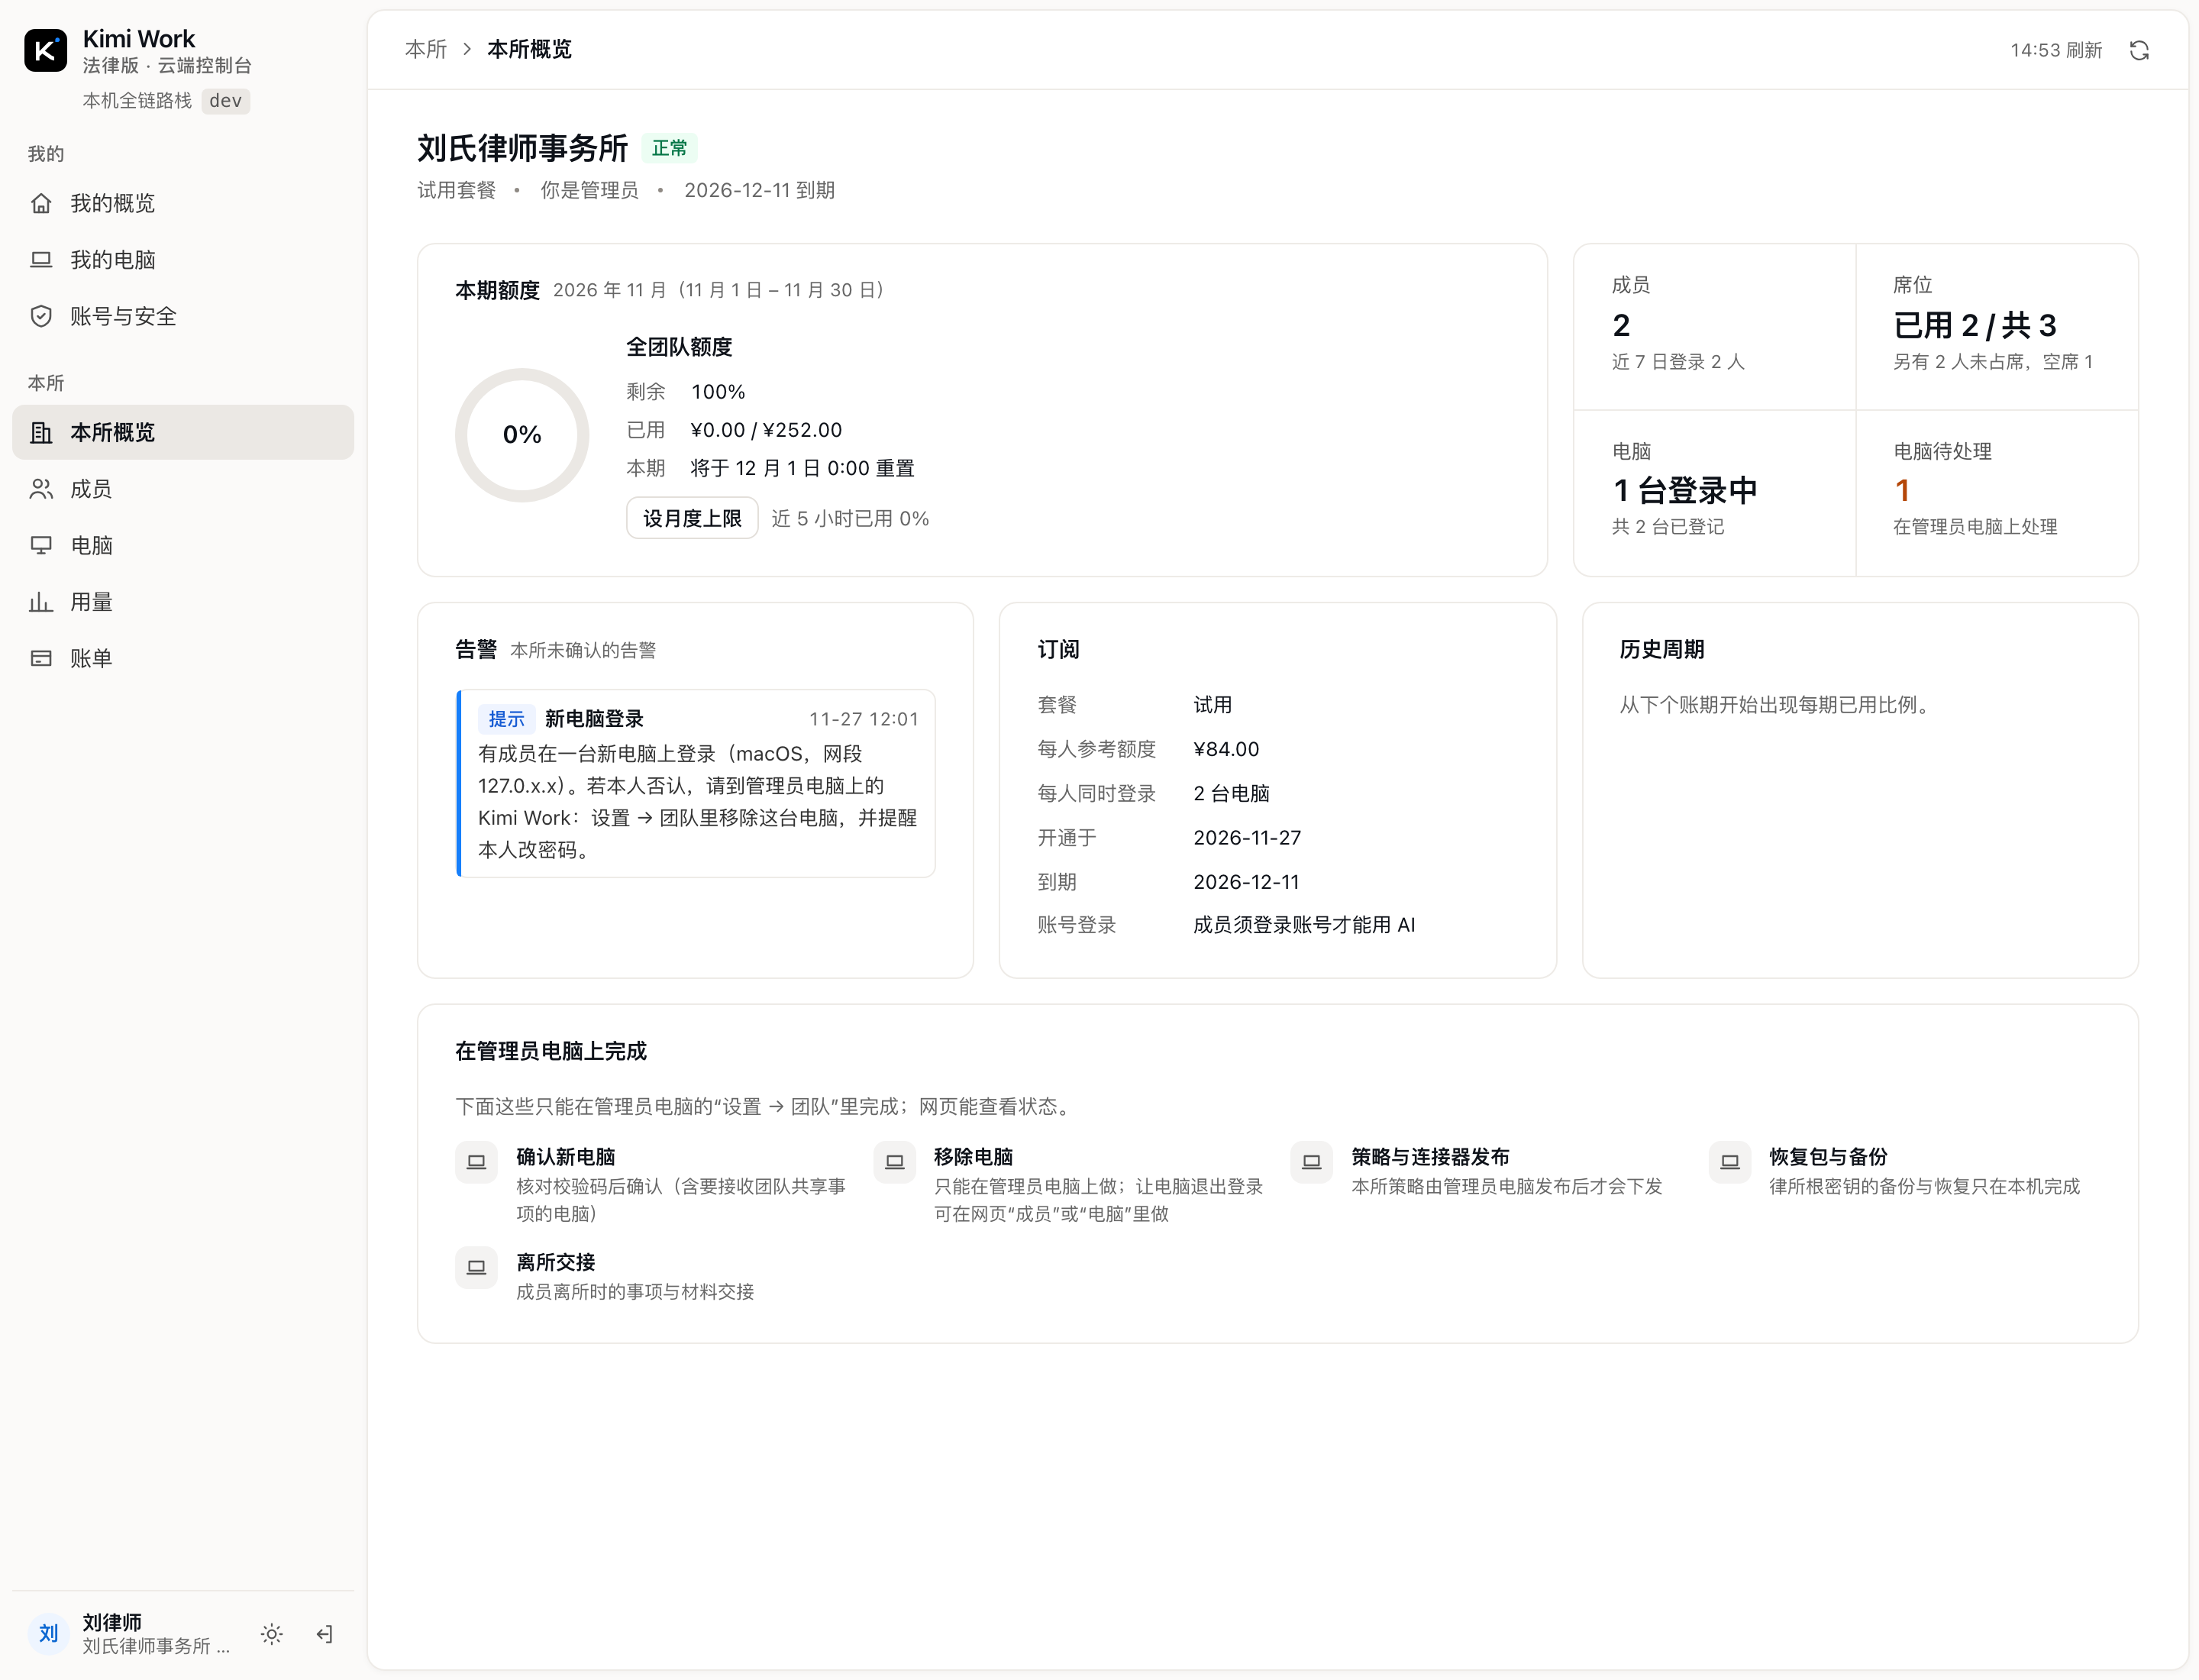 Kimi Work
法律版 · 云端控制台
本机全链路栈 dev
我的
我的概览
我的电脑
账号与安全
本所
本所概览
成员
电脑
用量
账单
刘
刘律师
刘氏律师事务所 ...
本所 > 本所概览
14:53 刷新
刘氏律师事务所 正常
试用套餐 • 你是管理员 • 2026-12-11 到期
本期额度 2026 年 11 月（11 月 1 日 – 11 月 30 日）
0%
全团队额度
剩余 100%
已用 ¥0.00 / ¥252.00
本期 将于 12 月 1 日 0:00 重置
设月度上限 近 5 小时已用 0%
成员
2
近 7 日登录 2 人
席位
已用 2 / 共 3
另有 2 人未占席，空席 1
电脑
1 台登录中
共 2 台已登记
电脑待处理
1
在管理员电脑上处理
告警 本所未确认的告警
提示 新电脑登录 11-27 12:01
有成员在一台新电脑上登录（macOS，网段
127.0.x.x）。若本人否认，请到管理员电脑上的
Kimi Work：设置 → 团队里移除这台电脑，并提醒
本人改密码。
订阅
套餐 试用
每人参考额度 ¥84.00
每人同时登录 2 台电脑
开通于 2026-11-27
到期 2026-12-11
账号登录 成员须登录账号才能用 AI
历史周期
从下个账期开始出现每期已用比例。
在管理员电脑上完成
下面这些只能在管理员电脑的“设置 → 团队”里完成；网页能查看状态。
确认新电脑
核对校验码后确认（含要接收团队共享事
项的电脑）
移除电脑
只能在管理员电脑上做；让电脑退出登录
可在网页“成员”或“电脑”里做
策略与连接器发布
本所策略由管理员电脑发布后才会下发
恢复包与备份
律所根密钥的备份与恢复只在本机完成
离所交接
成员离所时的事项与材料交接